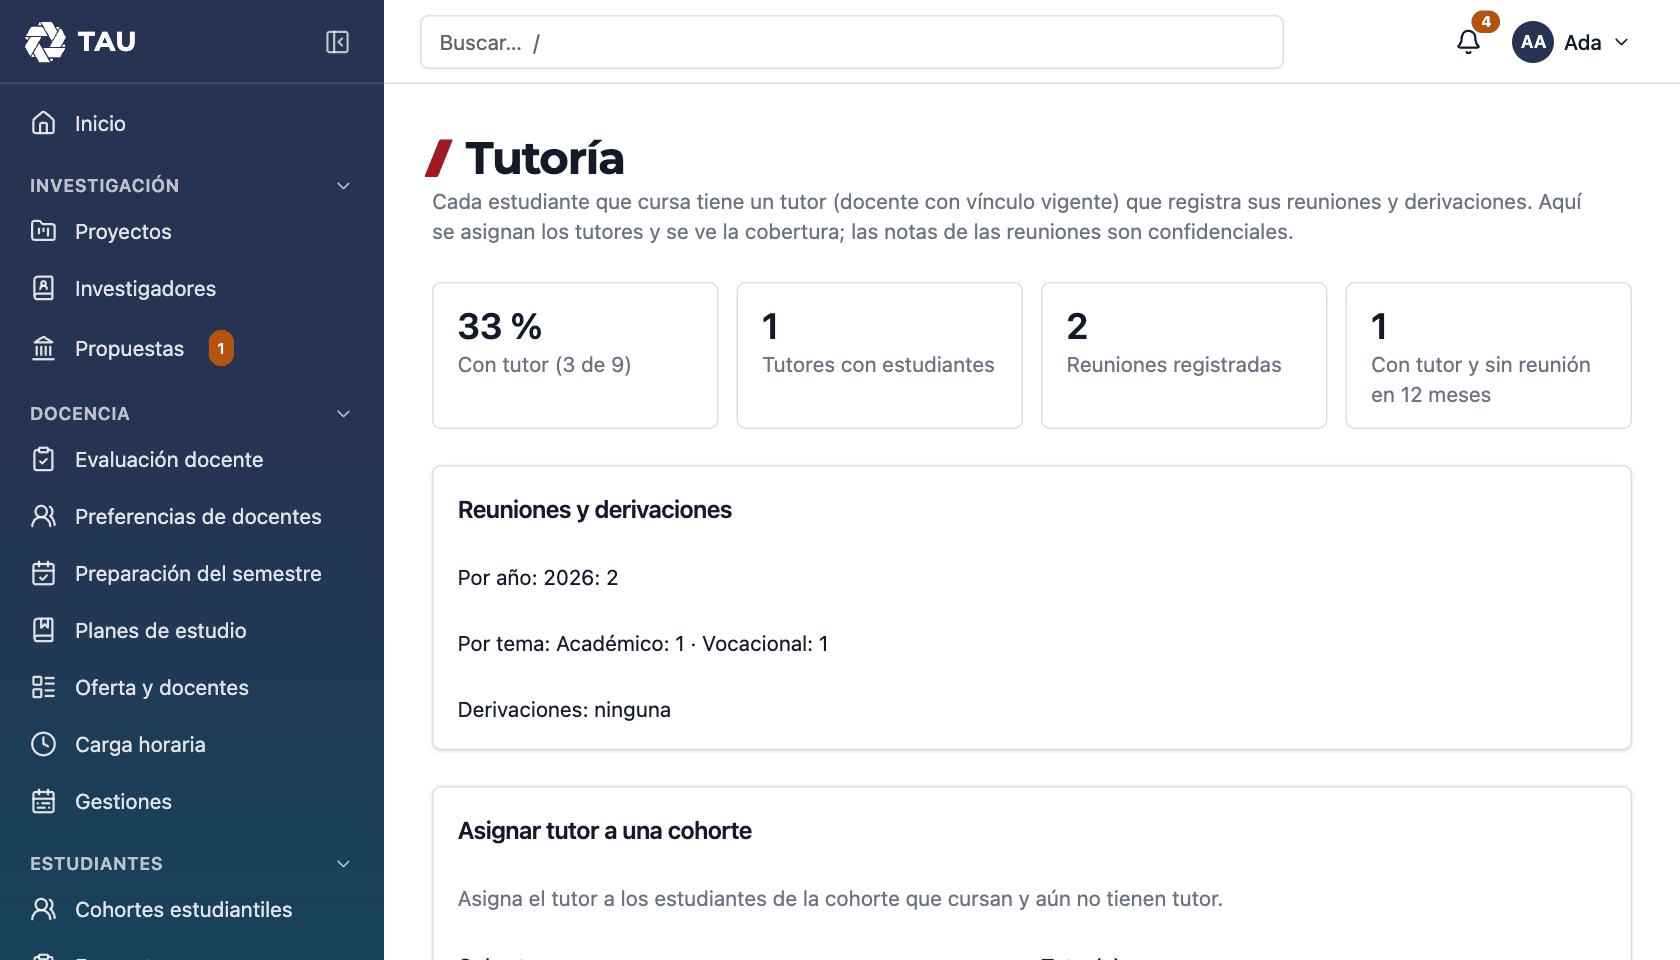 TAU
Buscar... /
4
AA
Ada
Inicio
INVESTIGACIÓN
Proyectos
Investigadores
Propuestas 1
DOCENCIA
Evaluación docente
Preferencias de docentes
Preparación del semestre
Planes de estudio
Oferta y docentes
Carga horaria
Gestiones
ESTUDIANTES
Cohortes estudiantiles
Tutoría
Cada estudiante que cursa tiene un tutor (docente con vínculo vigente) que registra sus reuniones y derivaciones. Aquí
se asignan los tutores y se ve la cobertura; las notas de las reuniones son confidenciales.
33 %
Con tutor (3 de 9)
1
Tutores con estudiantes
2
Reuniones registradas
1
Con tutor y sin reunión
en 12 meses
Reuniones y derivaciones
Por año: 2026: 2
Por tema: Académico: 1 · Vocacional: 1
Derivaciones: ninguna
Asignar tutor a una cohorte
Asigna el tutor a los estudiantes de la cohorte que cursan y aún no tienen tutor.